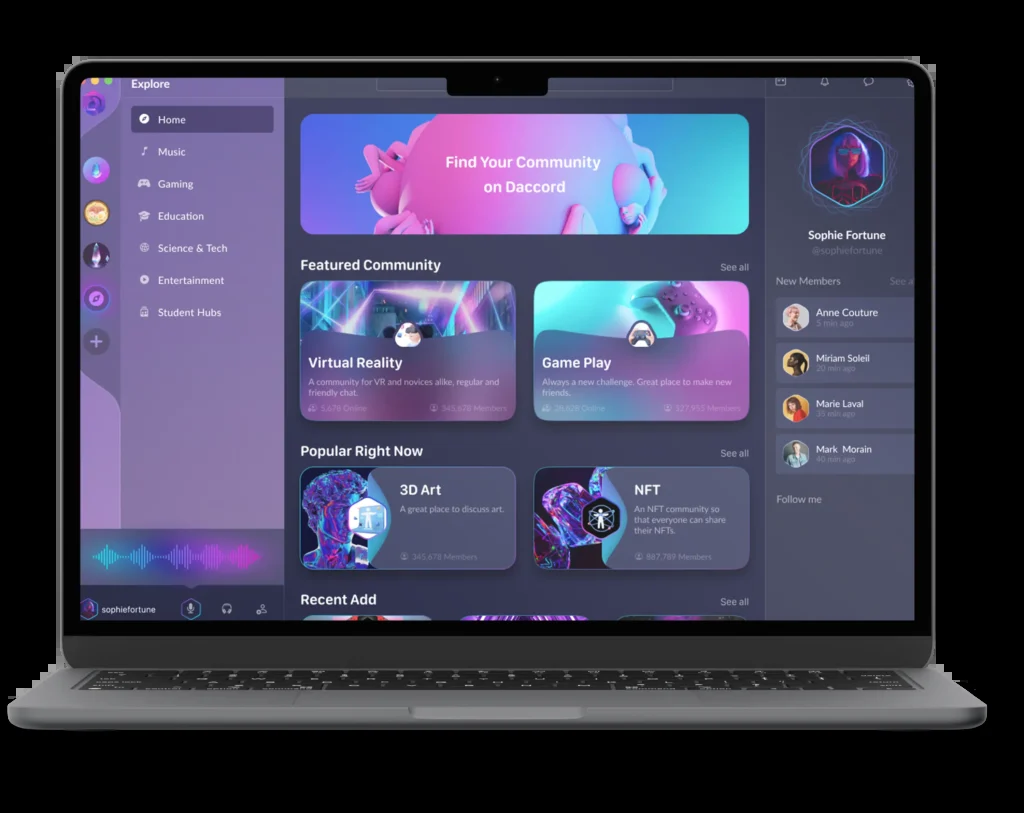 Explore
Home
Music
Gaming
Education
Science & Tech
Entertainment
Student Hubs
sophiefortune
Find Your Community
on Daccord
Featured Community
See all
Virtual Reality
A community for VR and novices alike, regular and
friendly chat.
5,678 Online
345,678 Members
Game Play
Always a new challenge. Great place to make new
friends.
28,628 Online
127,955 Members
Popular Right Now
See all
3D Art
A great place to discuss art.
345,678 Members
NFT
An NFT community so
that everyone can share
their NFTs.
887,789 Members
Recent Add
See all
Sophie Fortune
@sophiefortune
New Members
See
Anne Couture
5 min ago
Miriam Soleil
20 min ago
Marie Laval
35 min ago
Mark Morain
40 min ago
Follow me